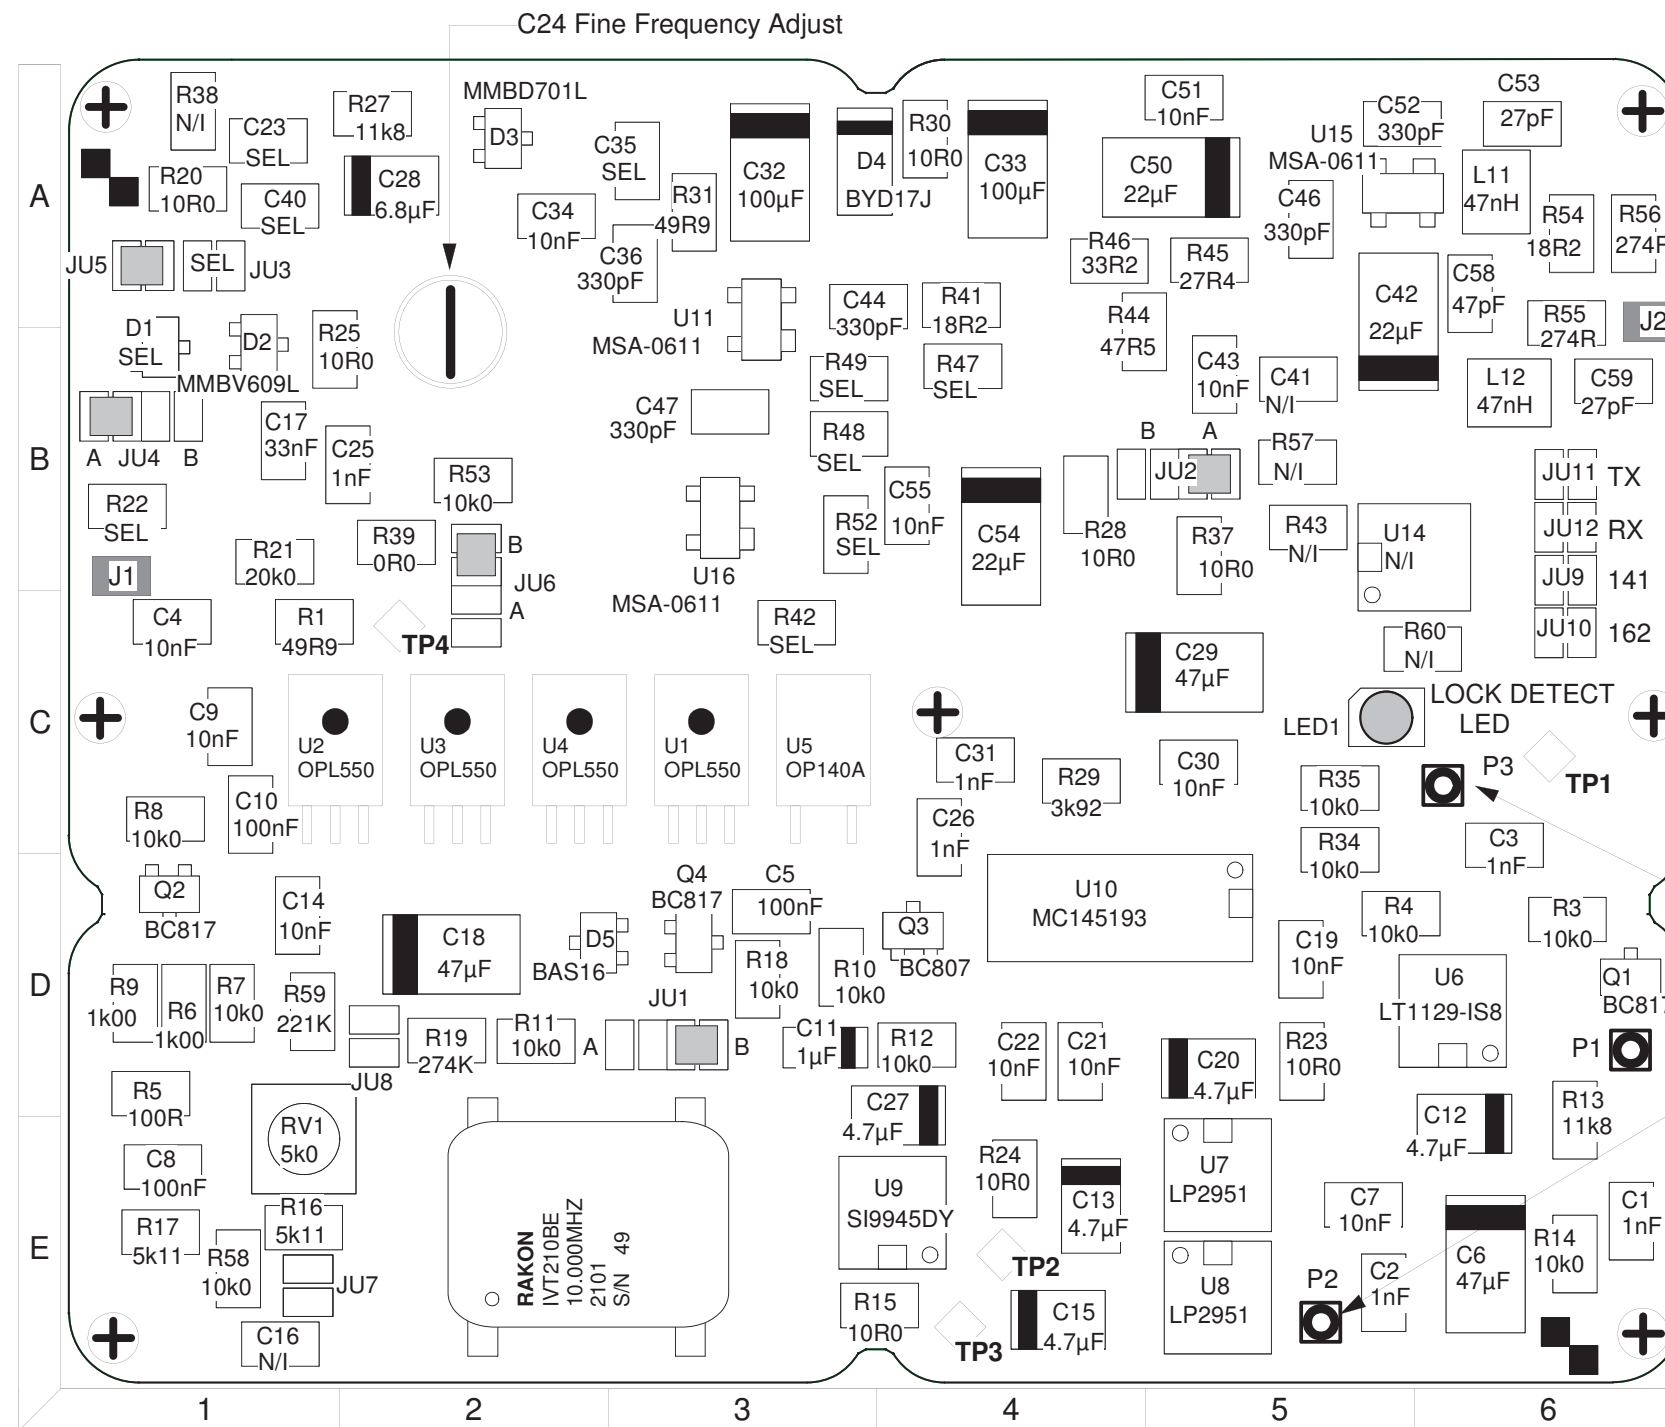 C24 Fine Frequency Adjust
A
R38
N/I
C23
SEL
R27
11k8
MMBD701L
D3
C35
SEL
C32
100µF
D4
BYD17J
R30
10R0
C33
100µF
C51
10nF
C50
22µF
U15
MSA-0611
C52
330pF
C53
27pF
R20
10R0
C40
SEL
C28
6.8µF
C34
10nF
R31
49R9
C36
330pF
C46
330pF
L11
47nH
R54
18R2
R56
274R
JU5
SEL
JU3
R46
33R2
R45
27R4
C42
22µF
C58
47pF
U11
MSA-0611
C44
330pF
R41
18R2
R44
47R5
R55
274R
J2
B
D1
SEL
D2
MMBV609L
R25
10R0
R49
SEL
R47
SEL
C43
10nF
C41
N/I
L12
47nH
C59
27pF
A
JU4
B
C17
33nF
C25
1nF
C47
330pF
R48
SEL
B
A
JU2
R57
N/I
R22
SEL
R53
10k0
C55
10nF
C54
22µF
R28
10R0
JU11
TX
R21
20k0
R39
0R0
B
JU6
A
U16
MSA-0611
R52
SEL
R37
10R0
R43
N/I
U14
N/I
JU12
RX
J1
JU9
141
JU10
162
C
C4
10nF
R1
49R9
TP4
R42
SEL
C29
47µF
R60
N/I
C9
10nF
U2
OPL550
U3
OPL550
U4
OPL550
U1
OPL550
U5
OP140A
C31
1nF
R29
3k92
C30
10nF
LED1
LOCK DETECT
LED
R35
10k0
P3
TP1
R8
10k0
C10
100nF
C26
1nF
R34
10k0
C3
1nF
D
Q2
BC817
C14
10nF
C18
47µF
D5
BAS16
Q4
BC817
C5
100nF
Q3
BC807
U10
MC145193
C19
10nF
R4
10k0
R3
10k0
R9
1k00
R6
1k00
R7
10k0
R59
221K
JU8
R19
274K
R11
10k0
A
JU1
B
R18
10k0
R10
10k0
C11
1µF
R12
10k0
C22
10nF
C21
10nF
C20
4.7µF
R23
10R0
U6
LT1129-IS8
Q1
BC817
P1
R5
100R
E
RV1
5k0
C8
100nF
R17
5k11
R58
10k0
R16
5k11
JU7
C16
N/I
RAKON
IVT210BE
10.000MHZ
2101
S/N 49
C27
4.7µF
U9
SI9945DY
R15
10R0
R24
10R0
C13
4.7µF
TP2
TP3
C15
4.7µF
U7
LP2951
U8
LP2951
C12
4.7µF
R13
11k8
C7
10nF
P2
C2
1nF
C6
47µF
R14
10k0
C1
1nF
1
2
3
4
5
6